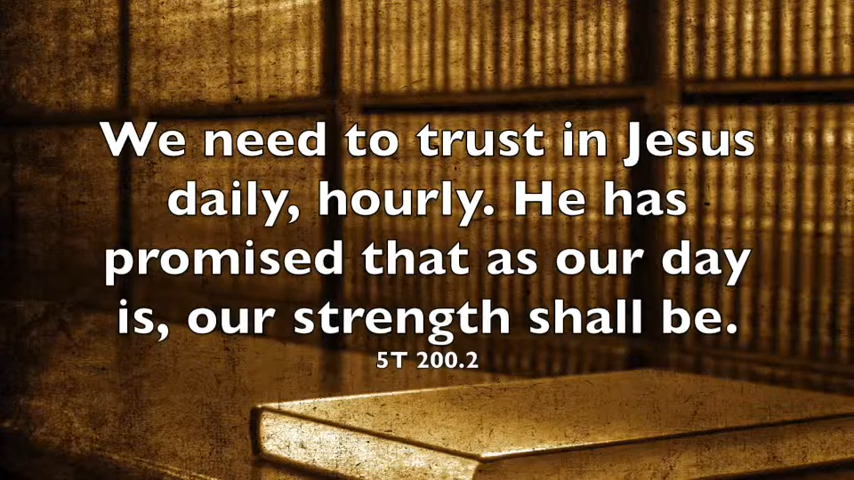 We need to trust in Jesus
daily, hourly. He has
promised that as our day
is, our strength shall be.
5T 200.2